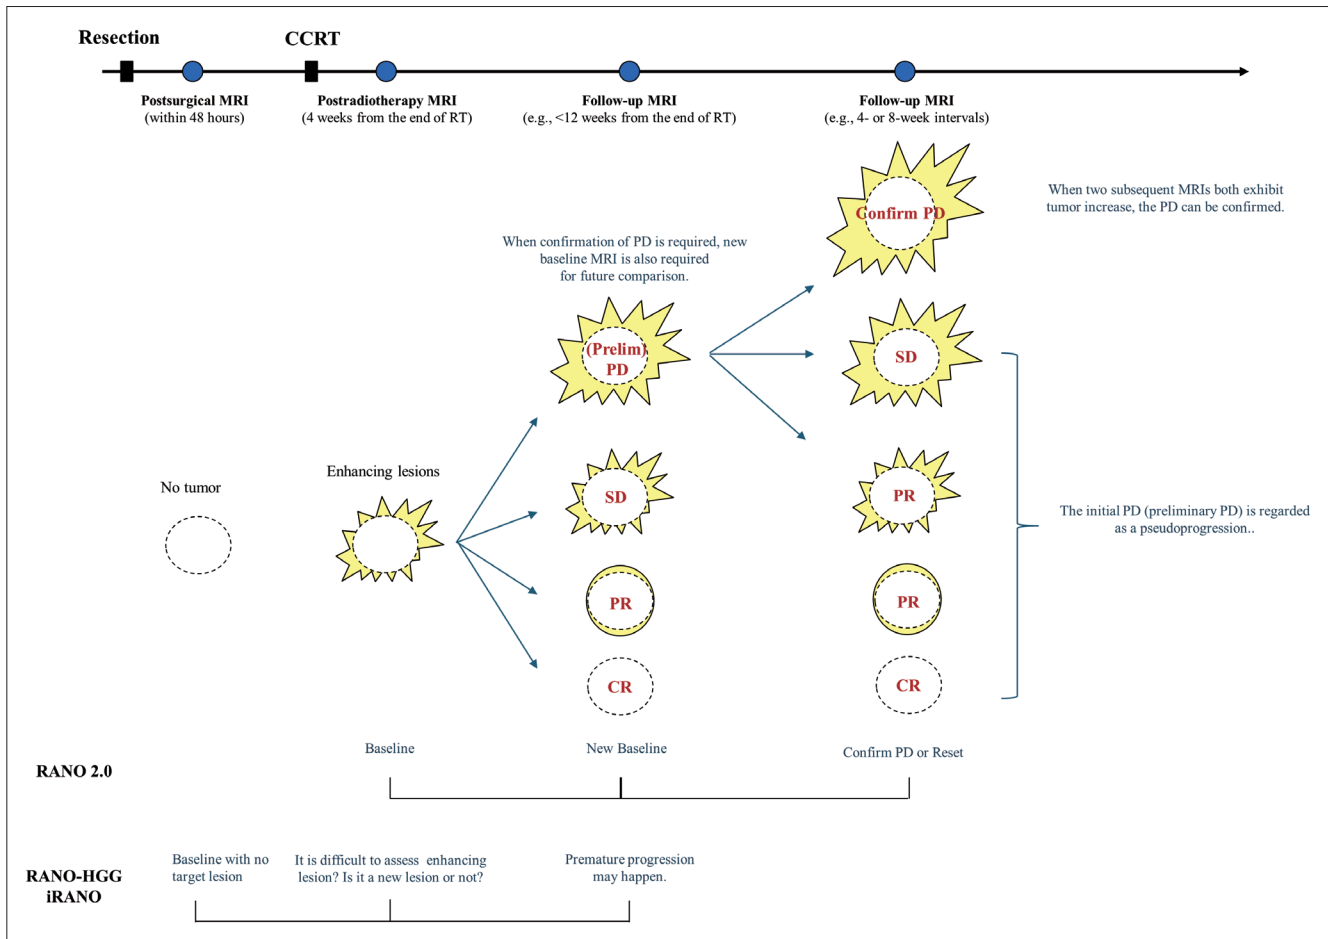 Resection
CCRT
Postsurgical MRI
(within 48 hours)
Postradiotherapy MRI
(4 weeks from the end of RT)
Follow-up MRI
(e.g., <12 weeks from the end of RT)
Follow-up MRI
(e.g., 4- or 8-week intervals)
When two subsequent MRIs both exhibit
tumor increase, the PD can be confirmed.
Confirm PD
When confirmation of PD is required, new
baseline MRI is also required
for future comparison.
(Prelim)
PD
SD
Enhancing lesions
No tumor
SD
PR
The initial PD (preliminary PD) is regarded
as a pseudoprogression..
PR
PR
CR
CR
Baseline
New Baseline
Confirm PD or Reset
RANO 2.0
Baseline with no
target lesion
It is difficult to assess enhancing
lesion? Is it a new lesion or not?
Premature progression
may happen.
RANO-HGG
iRANO